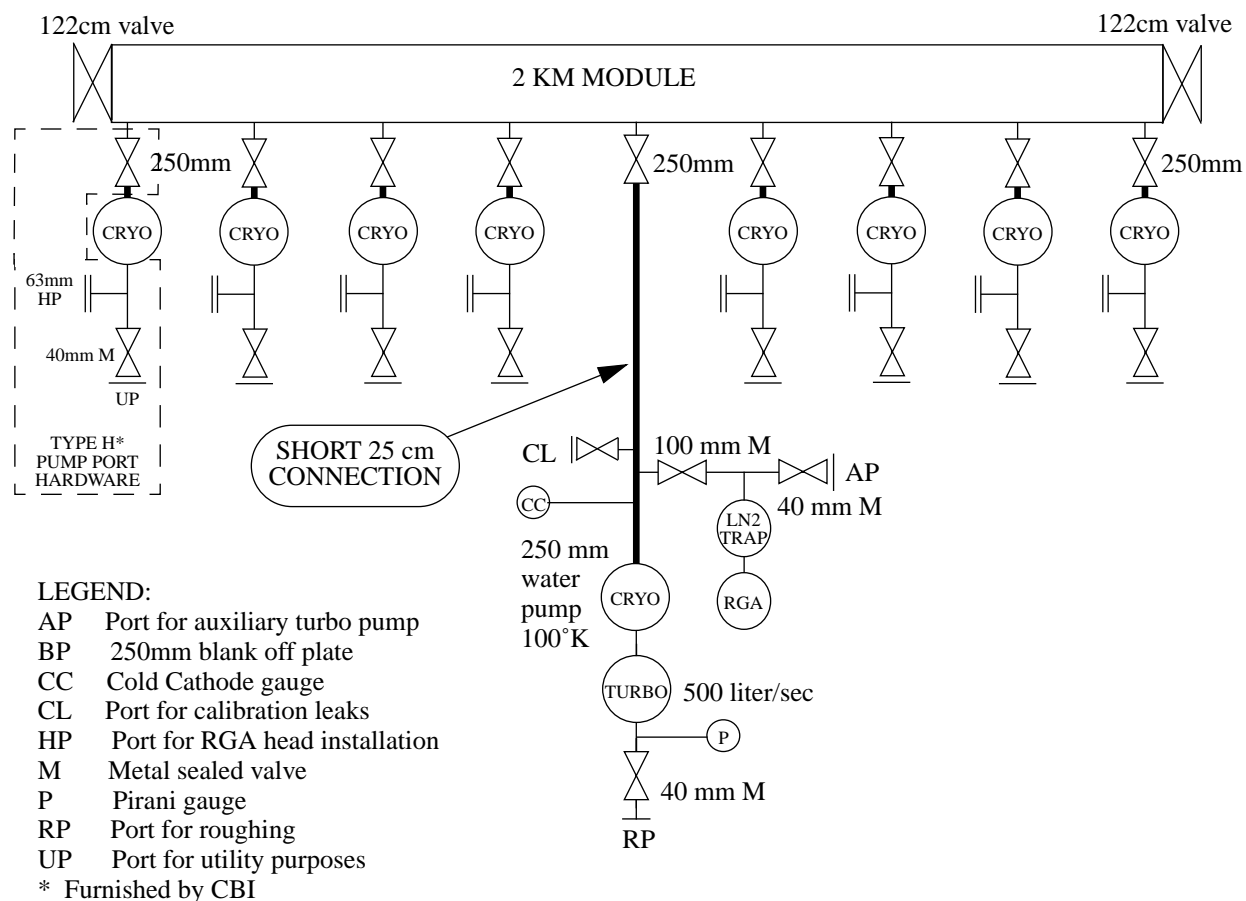 122cm valve
122cm valve
2 KM MODULE
250mm
250mm
250mm
CRYO
CRYO
CRYO
CRYO
CRYO
CRYO
CRYO
CRYO
63mm
HP
40mm M
UP
TYPE H*
PUMP PORT
HARDWARE
SHORT 25 cm
CONNECTION
CL
100 mm M
AP
40 mm M
CC
LN2
TRAP
RGA
250 mm
water
pump
100˚K
CRYO
TURBO
500 liter/sec
P
40 mm M
RP
LEGEND:
AP Port for auxiliary turbo pump
BP 250mm blank off plate
CC Cold Cathode gauge
CL Port for calibration leaks
HP Port for RGA head installation
M Metal sealed valve
P Pirani gauge
RP Port for roughing
UP Port for utility purposes
* Furnished by CBI